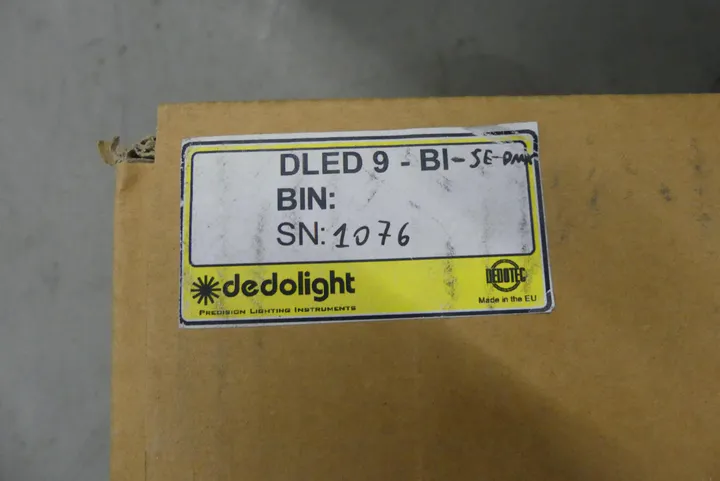 DLED 9 - BI-SE-DMX
BIN:
SN: 1076
dedolight
DEDOTEC
PRECISION LIGHTING INSTRUMENTS
Made in the EU